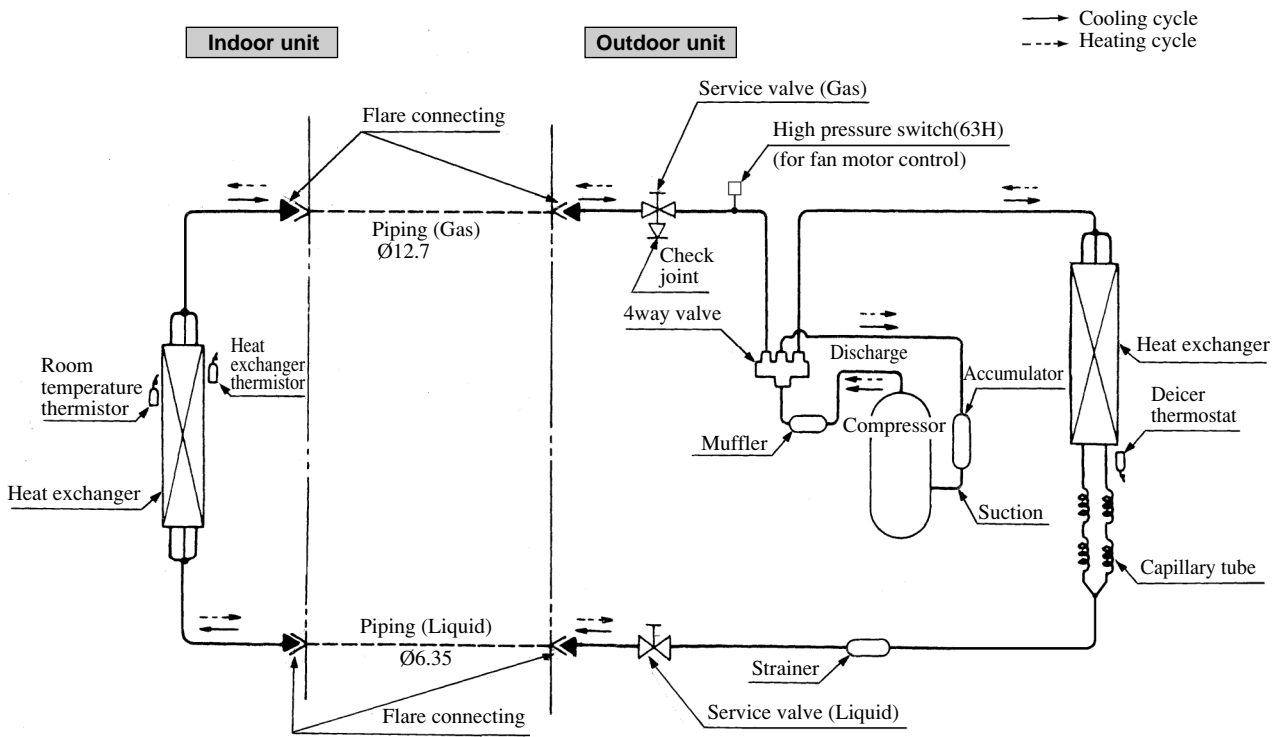 Cooling cycle
Heating cycle
Indoor unit
Outdoor unit
Service valve (Gas)
Flare connecting
High pressure switch(63H)
(for fan motor control)
Piping (Gas)
Ø12.7
Check
joint
4way valve
Discharge
Heat exchanger
Accumulator
Room
temperature
thermistor
Heat
exchanger
thermistor
Deicer
thermostat
Muffler
Compressor
Heat exchanger
Suction
Capillary tube
Piping (Liquid)
Ø6.35
Strainer
Flare connecting
Service valve (Liquid)